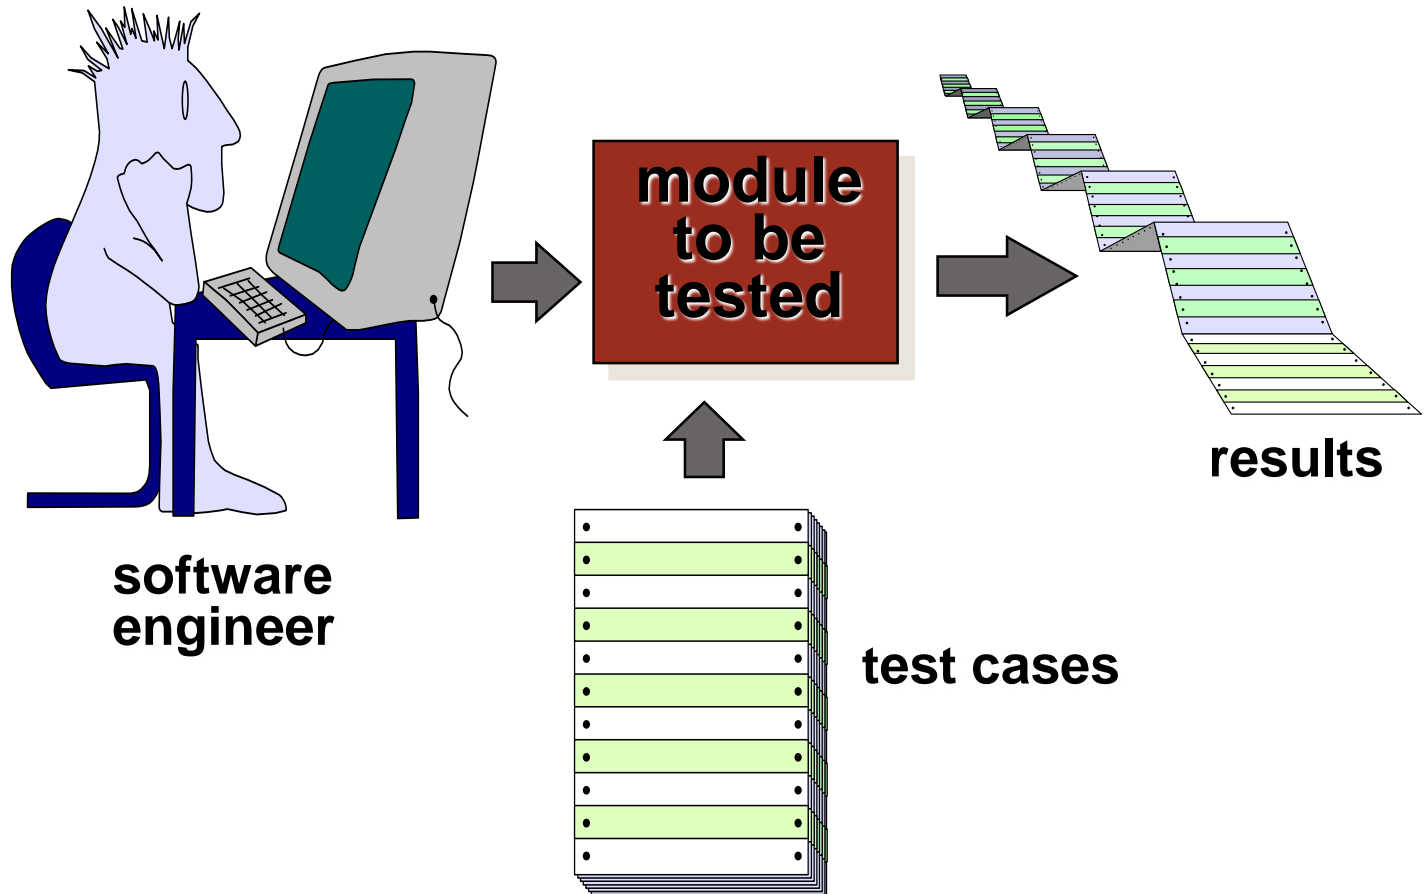 module
to be
tested
results
software
engineer
test cases